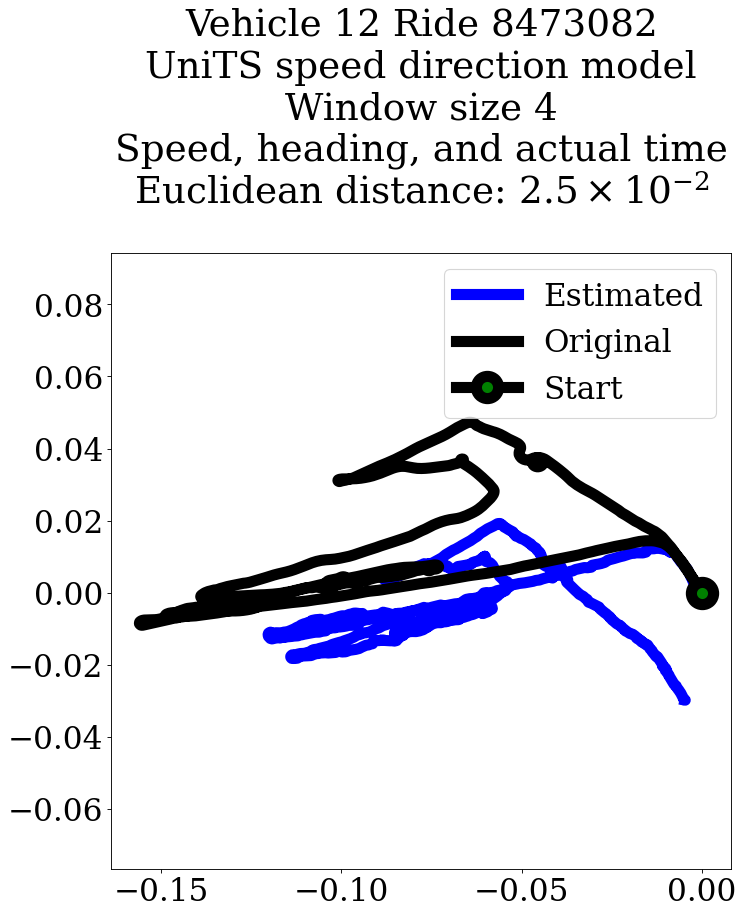 Vehicle 12 Ride 8473082
UniTS speed direction model
Window size 4
Speed, heading, and actual time
Euclidean distance: 2.5 × 10⁻²
Estimated
Original
Start
0.08
0.06
0.04
0.02
0.00
−0.02
−0.04
−0.06
−0.15 −0.10 −0.05 0.00